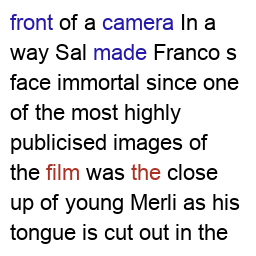 front of a camera In a
way Sal made Franco s
face immortal since one
of the most highly
publicised images of
the film was the close
up of young Merli as his
tongue is cut out in the